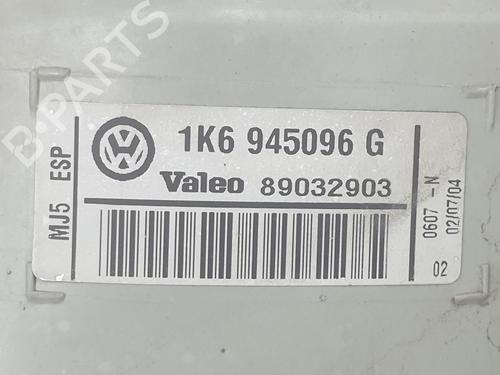 1K6 945096 G
Valeo 89032903
MJ5 ESP
0607 -N
02/07/04
02
B-PARTS